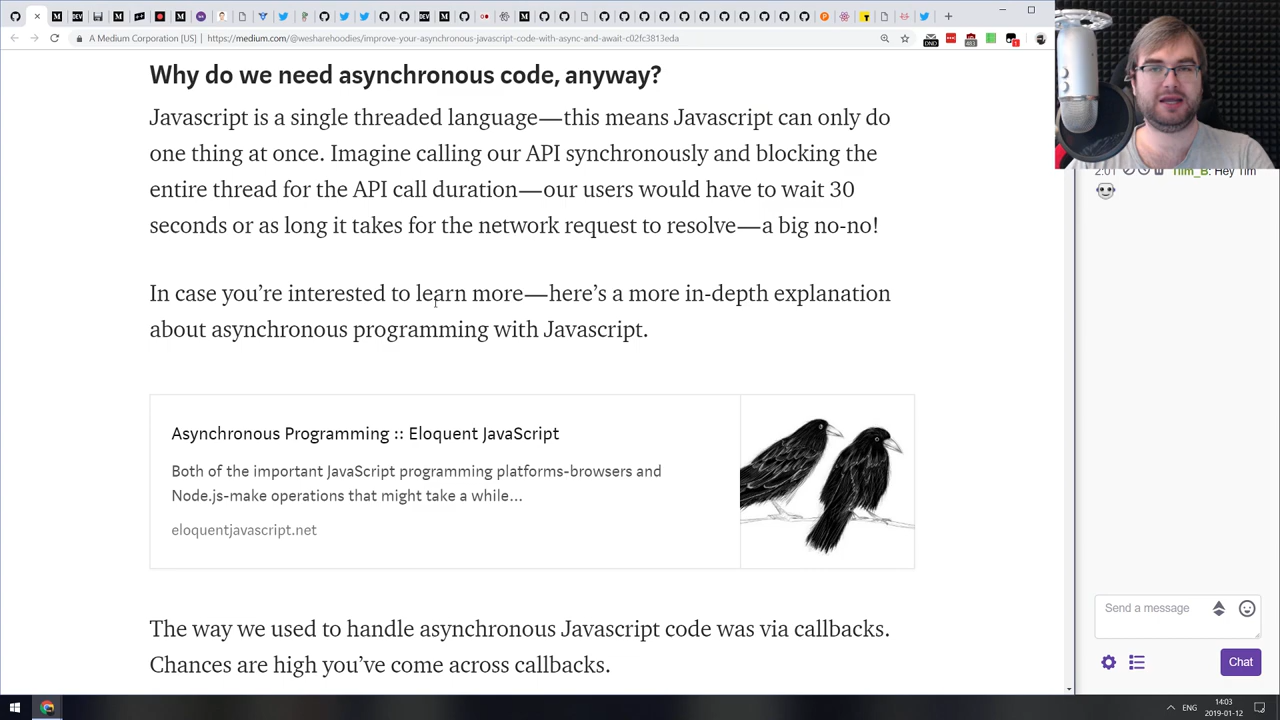 A Medium Corporation [US] | https://medium.com/@wesharehoodies/improve-your-asynchronous-javascript-code-with-async-and-await-c02fc3813eda
DND
483
1
Why do we need asynchronous code, anyway?
Javascript is a single threaded language—this means Javascript can only do
one thing at once. Imagine calling our API synchronously and blocking the
entire thread for the API call duration—our users would have to wait 30
seconds or as long it takes for the network request to resolve—a big no-no!
In case you're interested to learn more—here's a more in-depth explanation
about asynchronous programming with Javascript.
Asynchronous Programming :: Eloquent JavaScript
Both of the important JavaScript programming platforms-browsers and
Node.js-make operations that might take a while...
eloquentjavascript.net
The way we used to handle asynchronous Javascript code was via callbacks.
Chances are high you've come across callbacks.
2:01 Tim_B: Hey Tim
Send a message
Chat
ENG
14:03
2019-01-12